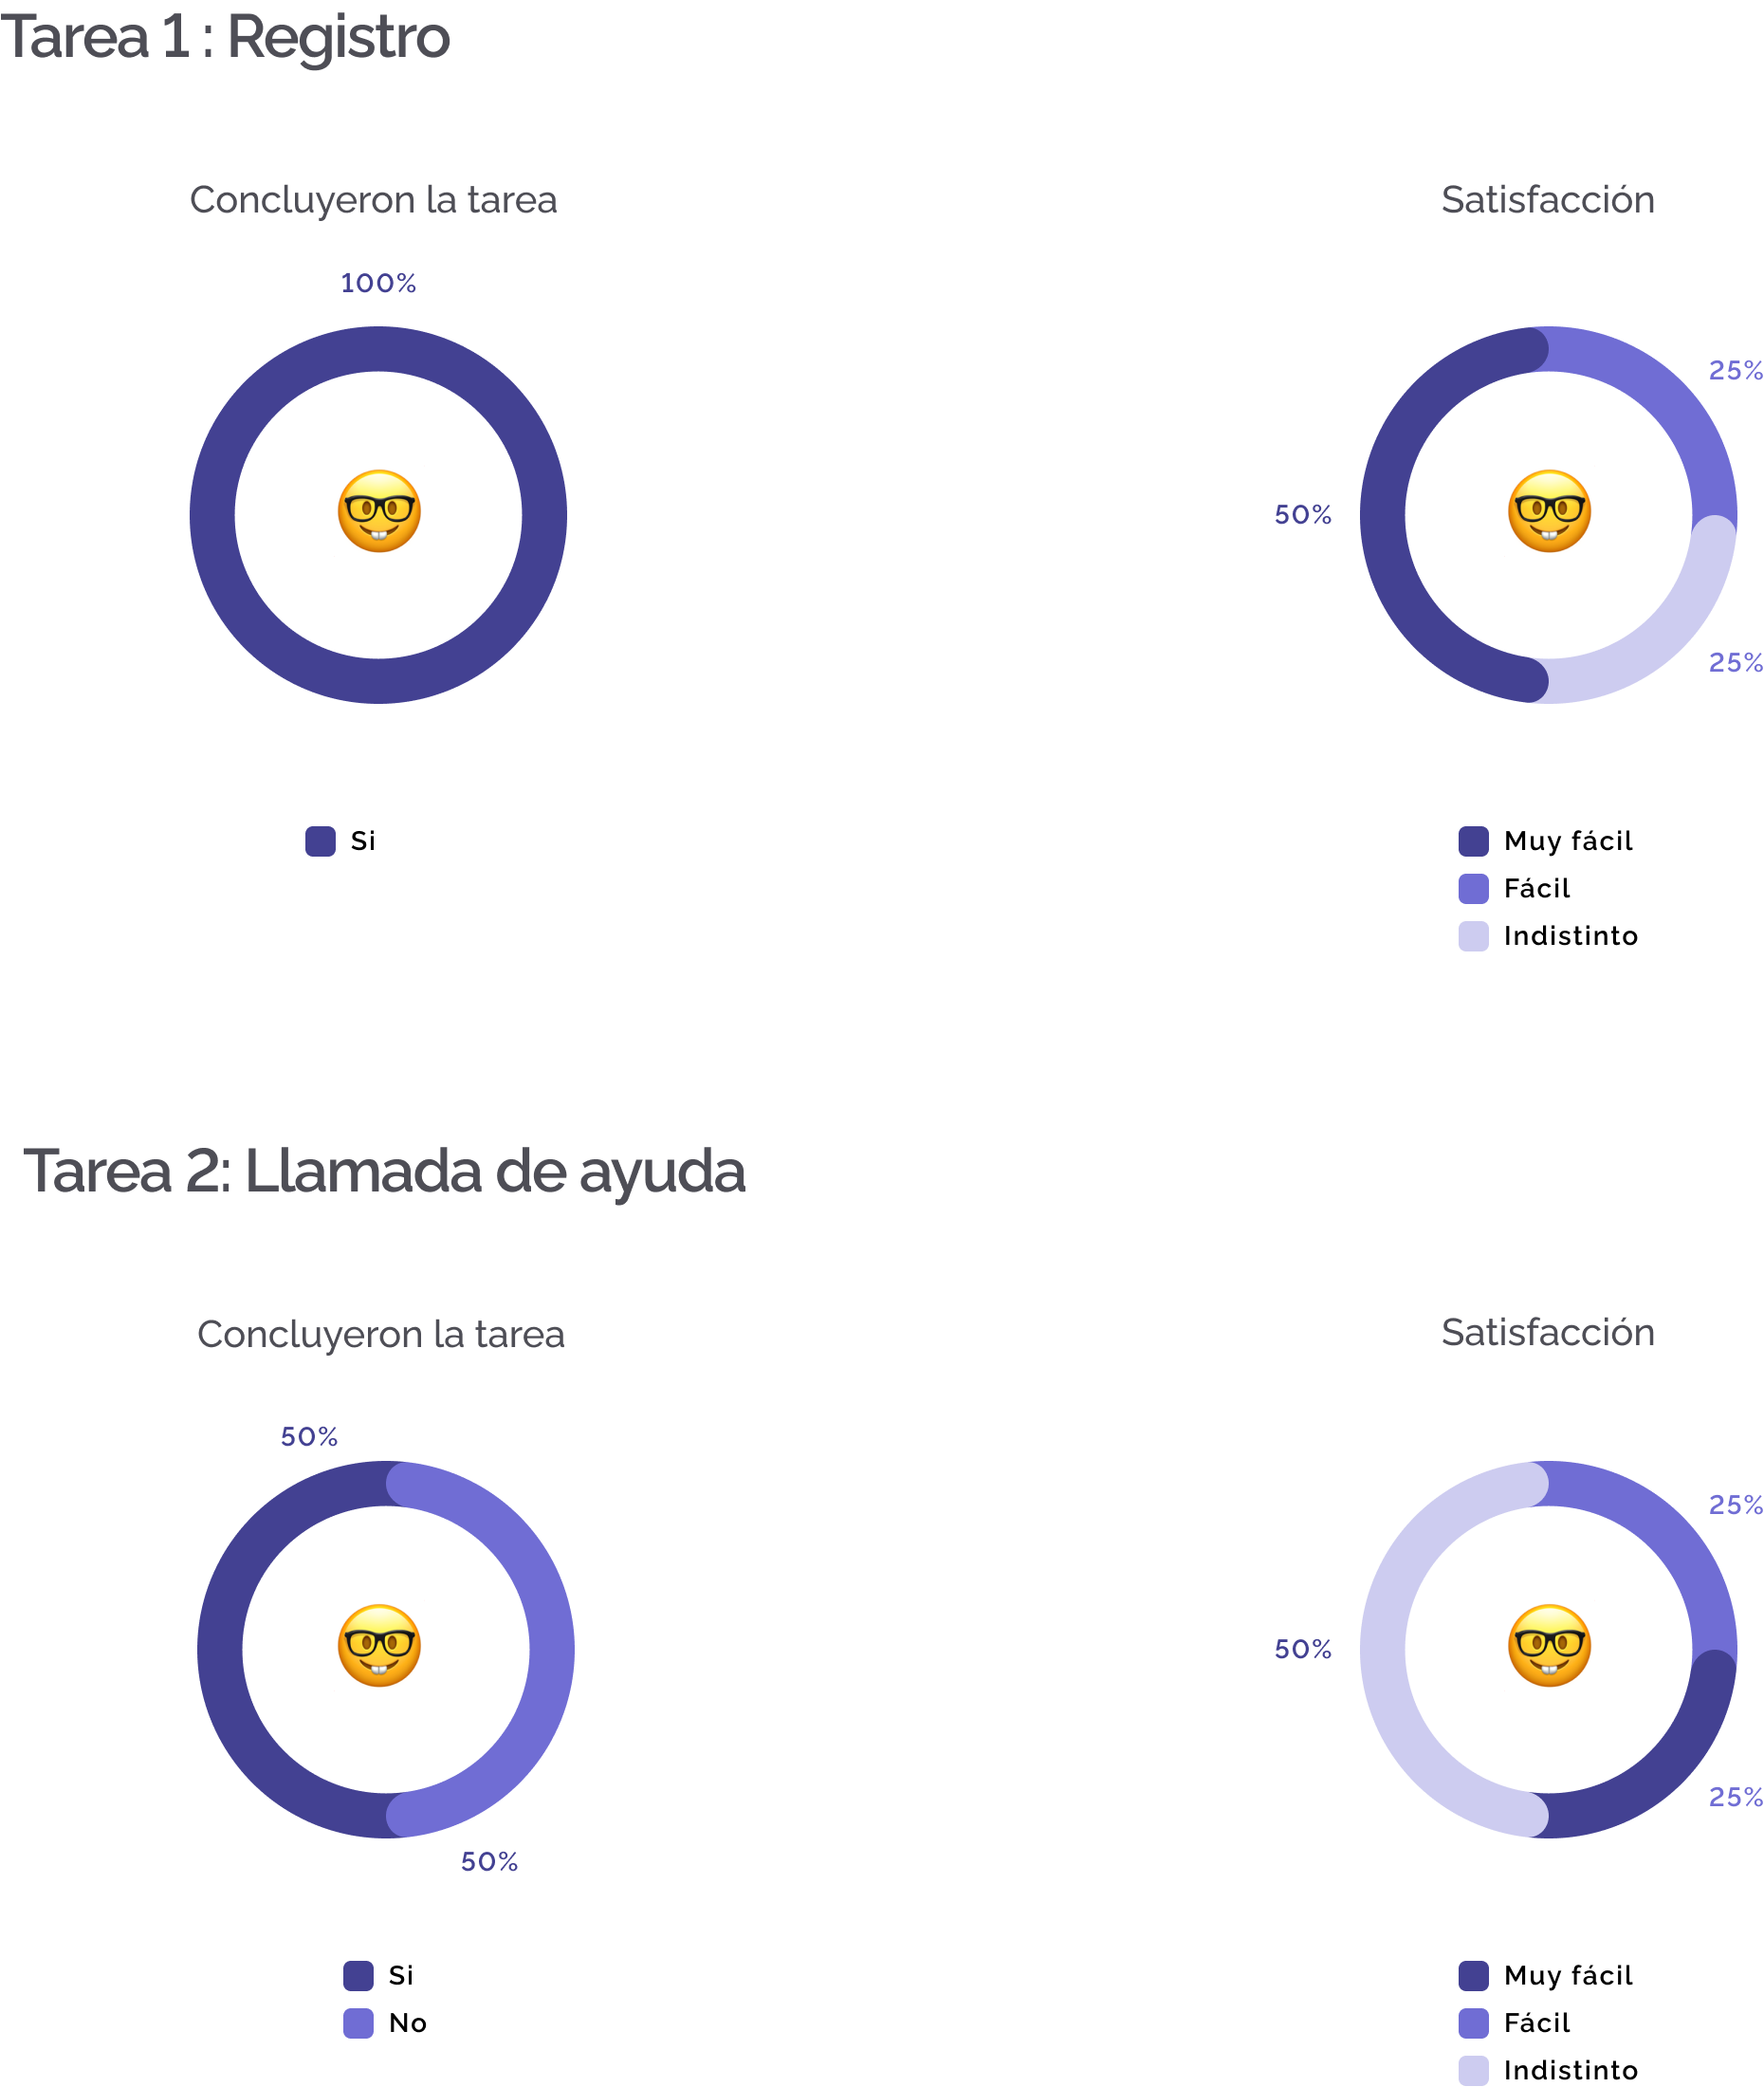 Tarea 1 : Registro
Concluyeron la tarea
Satisfacción
100%
25%
50%
25%
Si
Muy fácil
Fácil
Indistinto
Tarea 2: Llamada de ayuda
Concluyeron la tarea
Satisfacción
50%
25%
50%
25%
50%
Si
No
Muy fácil
Fácil
Indistinto